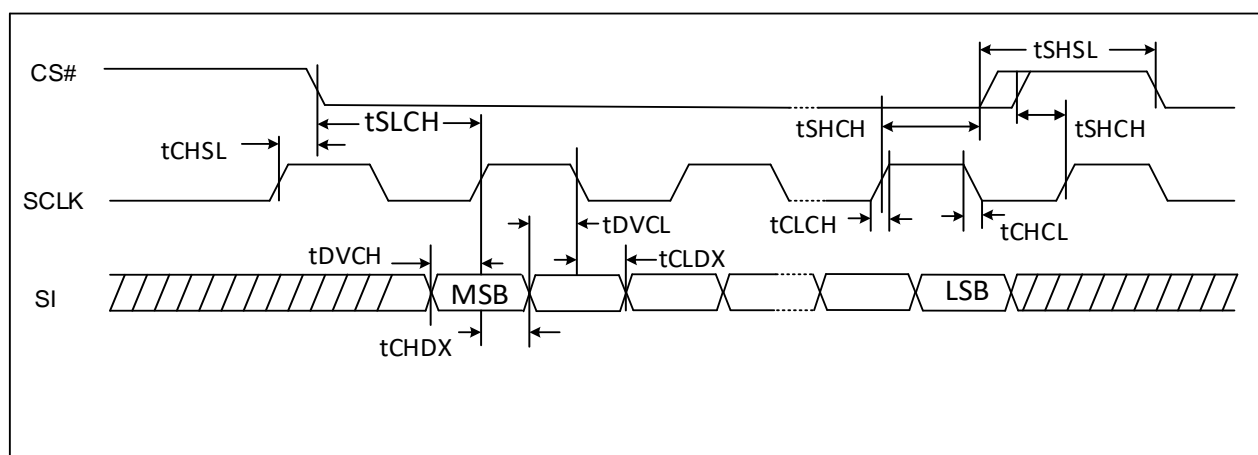 CS#
tSHSL
tSLCH
tSHCH
tSHCH
tCHSL
SCLK
tDVCL
tCLCH
tCHCL
tDVCH
tCLDX
SI
MSB
LSB
tCHDX